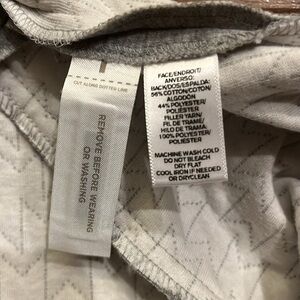 CUT ALONG DOTTED LINE
REMOVE BEFORE WEARING
OR WASHING
FACE/ENDROIT/
ANVERSO:
BACK/DOS/ESPALDA:
56% COTTON/COTON/
ALGODÓN
44% POLYESTER/
POLIÉSTER
FILLER YARN/
FIL DE TRAME/
HILO DE TRAMA:
100% POLYESTER/
POLIÉSTER
MACHINE WASH COLD
DO NOT BLEACH
DRY FLAT
COOL IRON IF NEEDED
OR DRYCLEAN